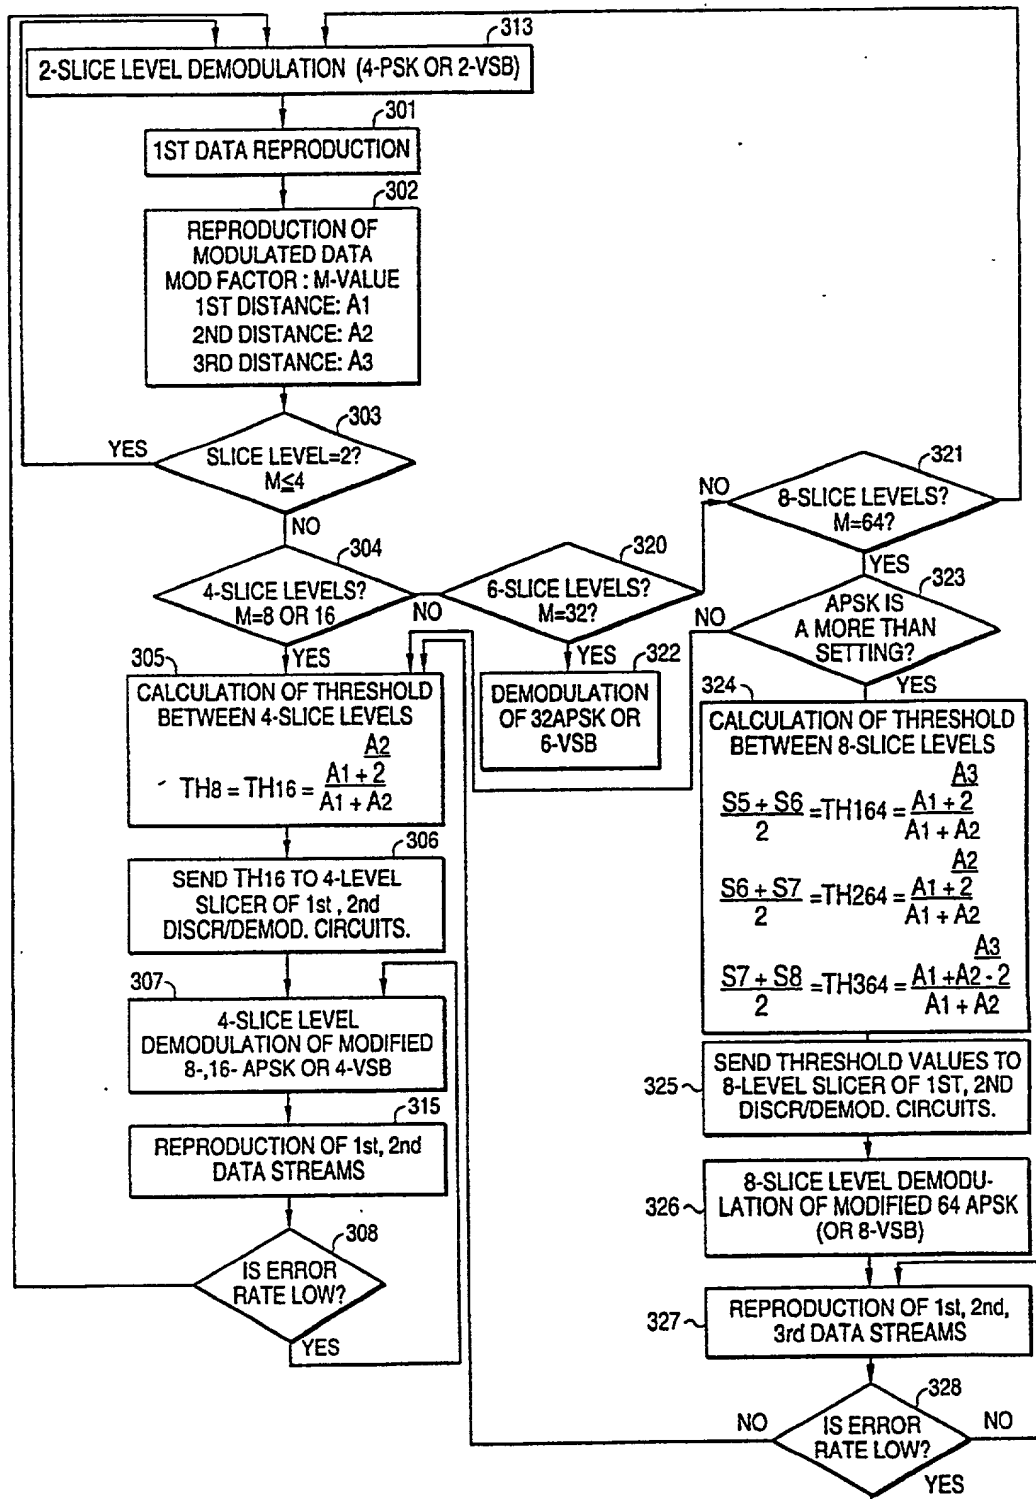 313
2-SLICE LEVEL DEMODULATION (4-PSK OR 2-VSB)
301
1ST DATA REPRODUCTION
302
REPRODUCTION OF
MODULATED DATA
MOD FACTOR : M-VALUE
1ST DISTANCE: A1
2ND DISTANCE: A2
3RD DISTANCE: A3
303
YES
SLICE LEVEL=2?
M≤4
NO
304
4-SLICE LEVELS?
M=8 OR 16
NO
YES
320
6-SLICE LEVELS?
M=32?
NO
YES
321
8-SLICE LEVELS?
M=64?
YES
322
DEMODULATION
OF 32APSK OR
6-VSB
323
NO
APSK IS
A MORE THAN
SETTING?
YES
305
CALCULATION OF THRESHOLD
BETWEEN 4-SLICE LEVELS
TH8 = TH16 = (A1 + A2/2)/(A1 + A2)
306
SEND TH16 TO 4-LEVEL
SLICER OF 1st, 2nd
DISCR/DEMOD. CIRCUITS.
307
4-SLICE LEVEL
DEMODULATION OF MODIFIED
8-,16- APSK OR 4-VSB
315
REPRODUCTION OF 1st, 2nd
DATA STREAMS
308
IS ERROR
RATE LOW?
YES
324
CALCULATION OF THRESHOLD
BETWEEN 8-SLICE LEVELS
(S5 + S6)/2 =TH164= (A1 + A3/2)/(A1 + A2)
(S6 + S7)/2 =TH264= (A1 + A2/2)/(A1 + A2)
(S7 + S8)/2 =TH364= (A1 +A2 - A3/2)/(A1 + A2)
325
SEND THRESHOLD VALUES TO
8-LEVEL SLICER OF 1ST, 2ND
DISCR/DEMOD. CIRCUITS.
326
8-SLICE LEVEL DEMODU-
LATION OF MODIFIED 64 APSK
(OR 8-VSB)
327
REPRODUCTION OF 1st, 2nd,
3rd DATA STREAMS
328
NO
IS ERROR
RATE LOW?
NO
YES